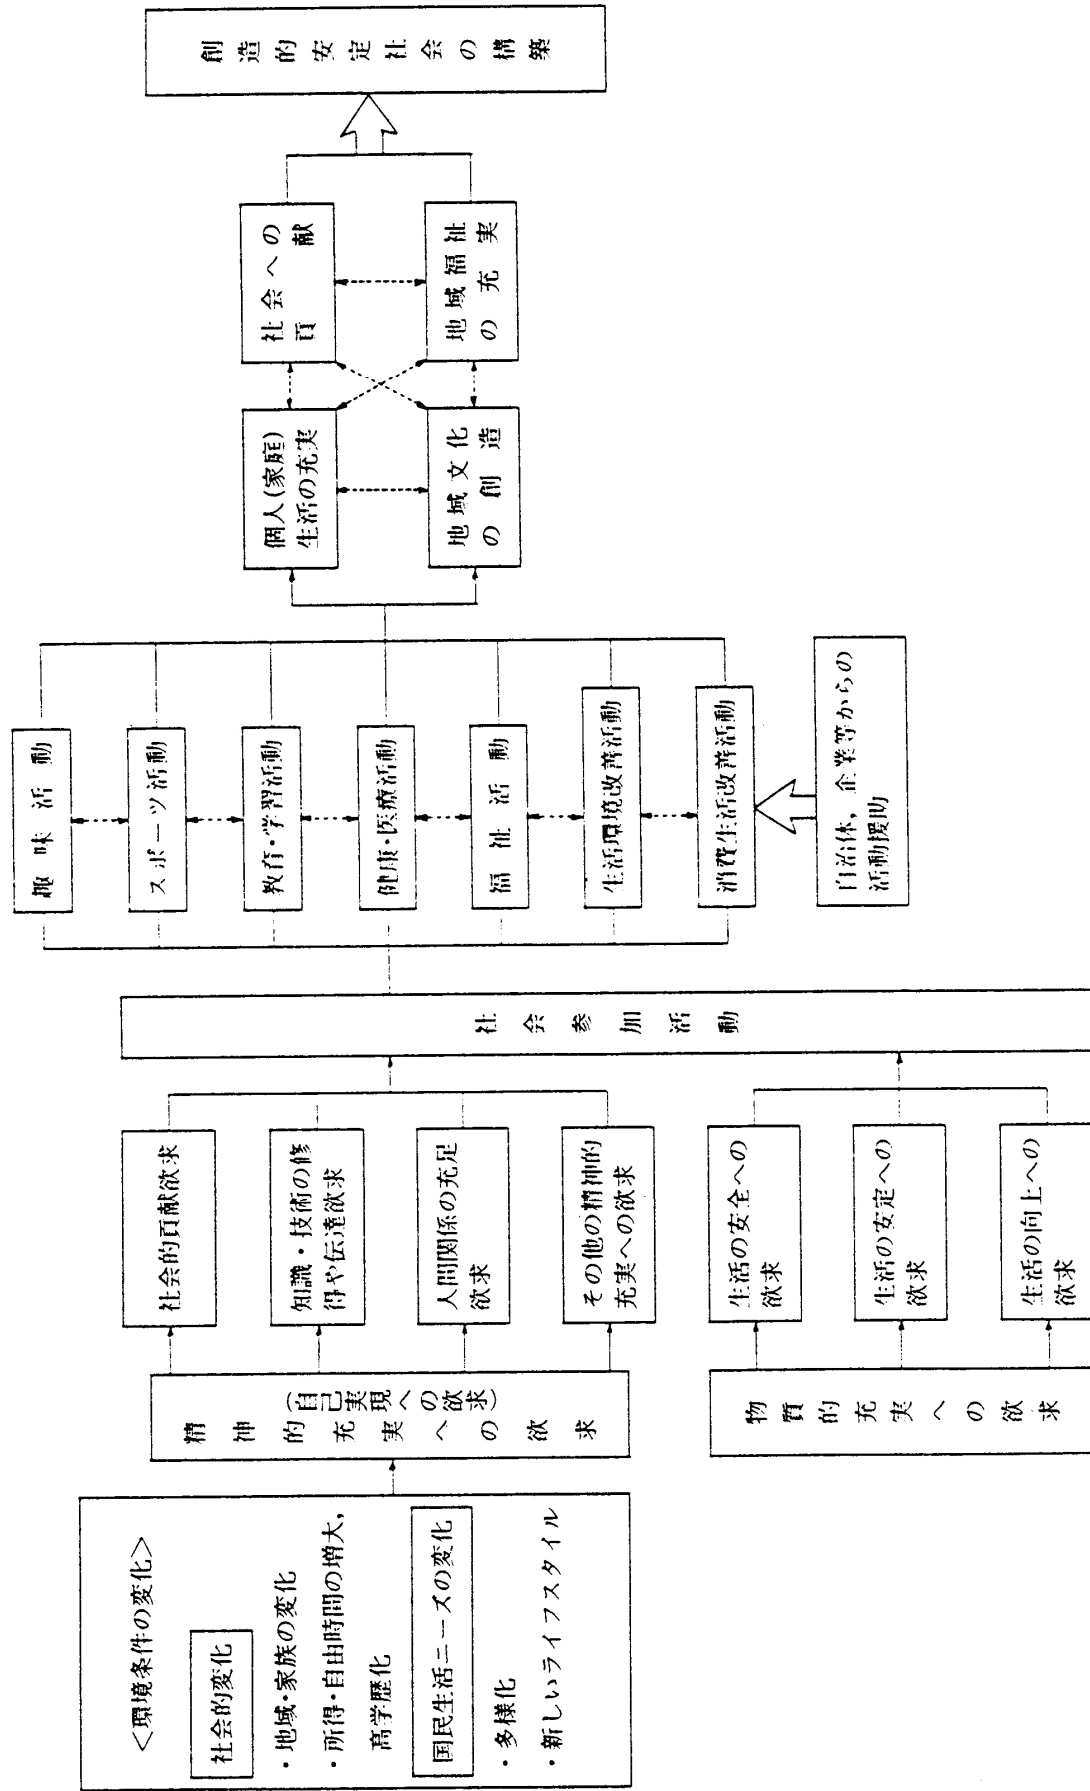 ＜環境条件の変化＞
社会的変化
・地域・家族の変化
・所得・自由時間の増大，
高学歴化
国民生活ニーズの変化
・多様化
・新しいライフスタイル
精神的充実への欲求
（自己実現への欲求）
物質的充実への欲求
社会的貢献欲求
知識・技術の修
得や伝達欲求
人間関係の充足
欲求
その他の精神的
充実への欲求
生活の安全への
欲求
生活の安定への
欲求
生活の向上への
欲求
社会参加活動
趣味活動
スポーツ活動
教育・学習活動
健康・医療活動
福祉活動
生活環境改善活動
消費生活改善活動
自治体，企業等からの
活動援助
個人（家庭）
生活の充実
地域文化
の創造
社会への
貢献
地域福祉
の充実
創造的安定社会の構築